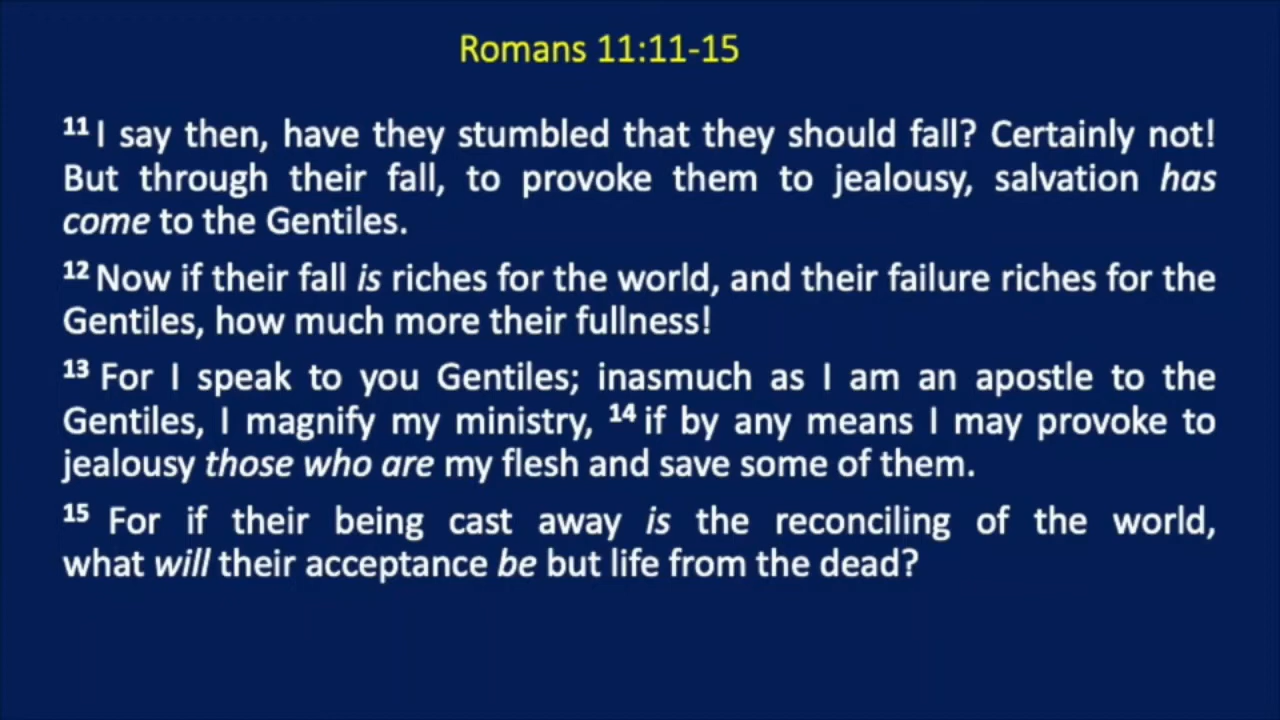 Romans 11:11-15
11 I say then, have they stumbled that they should fall? Certainly not!
But through their fall, to provoke them to jealousy, salvation has
come to the Gentiles.
12 Now if their fall is riches for the world, and their failure riches for the
Gentiles, how much more their fullness!
13 For I speak to you Gentiles; inasmuch as I am an apostle to the
Gentiles, I magnify my ministry, 14 if by any means I may provoke to
jealousy those who are my flesh and save some of them.
15 For if their being cast away is the reconciling of the world,
what will their acceptance be but life from the dead?